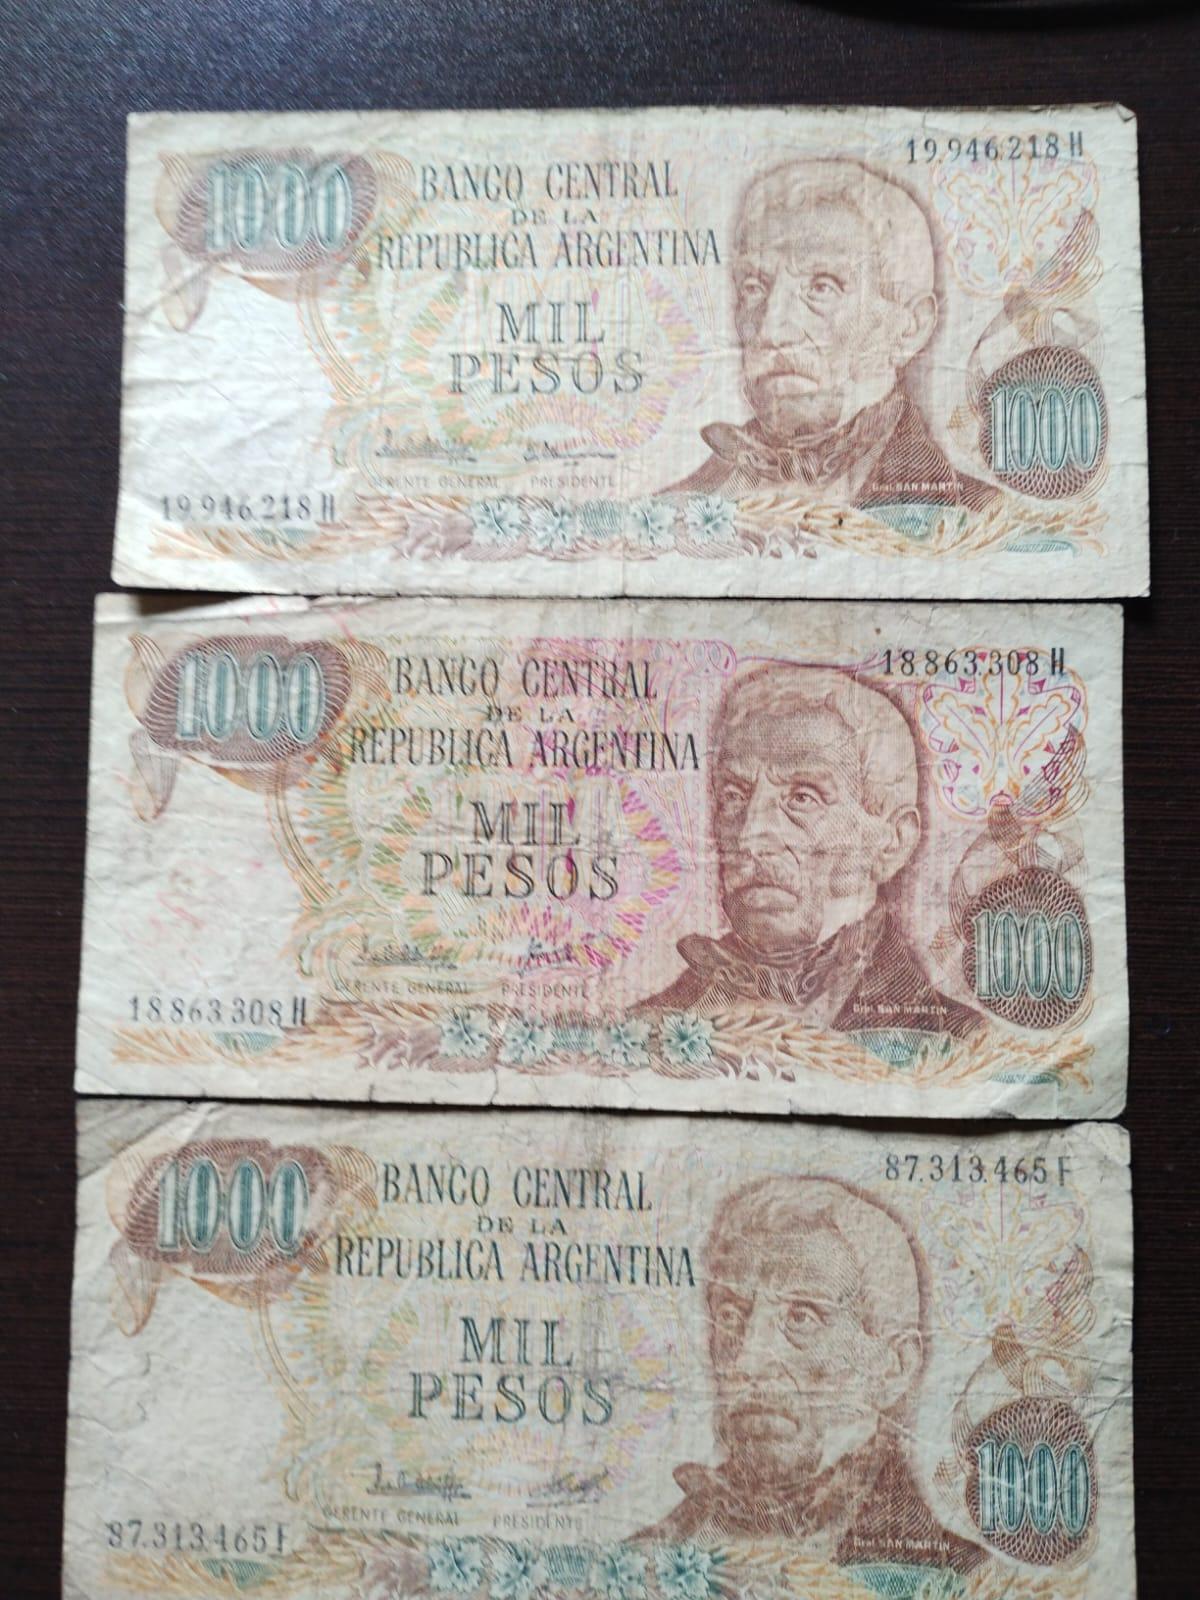 19.946.218 H
1000
BANCO CENTRAL
DE LA
REPUBLICA ARGENTINA
MIL
PESOS
1000
GERENTE GENERAL PRESIDENTE
Gral. SAN MARTIN
19.946.218 H
18.863.308 H
1000
BANCO CENTRAL
DE LA
REPUBLICA ARGENTINA
MIL
PESOS
1000
GERENTE GENERAL PRESIDENTE
Gral. SAN MARTIN
18.863.308 H
87.313.465 F
1000
BANCO CENTRAL
DE LA
REPUBLICA ARGENTINA
MIL
PESOS
1000
GERENTE GENERAL PRESIDENTE
Gral. SAN MARTIN
87.313.465 F